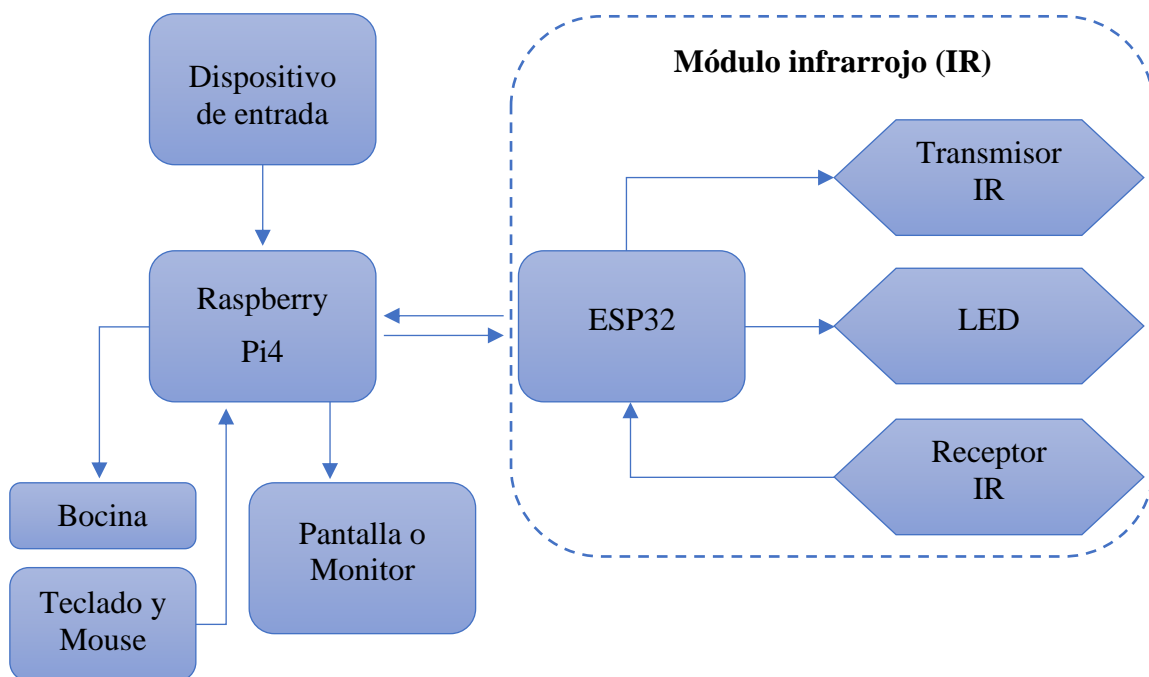 Dispositivo
de entrada
Módulo infrarrojo (IR)
Transmisor
IR
Raspberry
Pi4
ESP32
LED
Receptor
IR
Bocina
Pantalla o
Monitor
Teclado y
Mouse